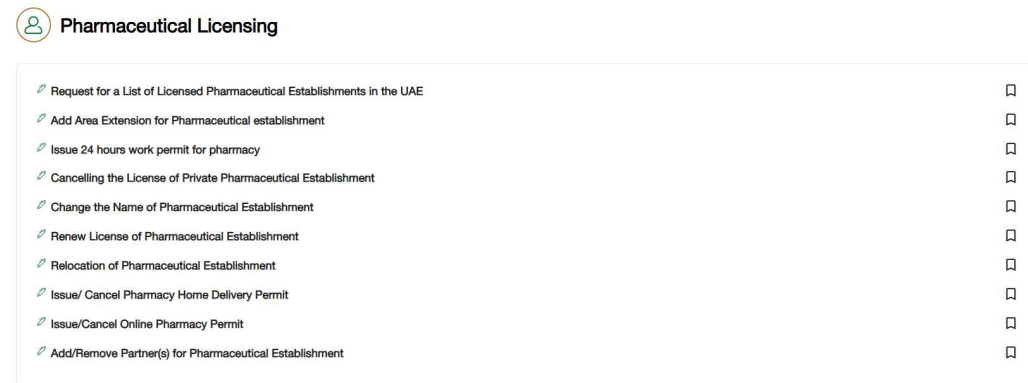 Pharmaceutical Licensing
Request for a List of Licensed Pharmaceutical Establishments in the UAE
Add Area Extension for Pharmaceutical establishment
Issue 24 hours work permit for pharmacy
Cancelling the License of Private Pharmaceutical Establishment
Change the Name of Pharmaceutical Establishment
Renew License of Pharmaceutical Establishment
Relocation of Pharmaceutical Establishment
Issue/ Cancel Pharmacy Home Delivery Permit
Issue/Cancel Online Pharmacy Permit
Add/Remove Partner(s) for Pharmaceutical Establishment